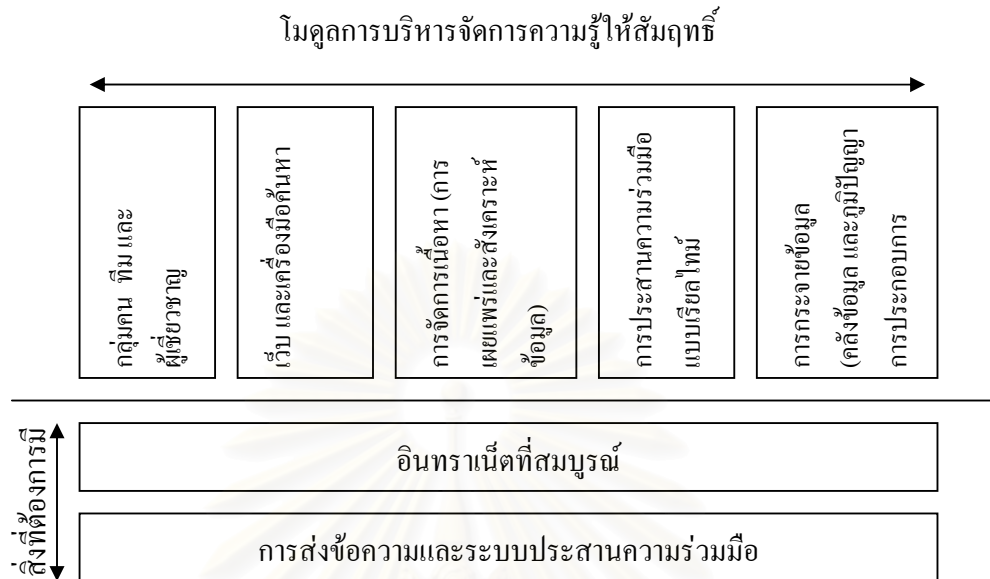 โมดูลการบริหารจัดการความรู้ให้สัมฤทธิ์
กลุ่มคน ทีม และ
ผู้เชี่ยวชาญ
เว็บ และเครื่องมือค้นหา
การจัดการเนื้อหา (การ
เผยแพร่และสังเคราะห์
ข้อมูล)
การประสานความร่วมมือ
แบบเรียลไทม์
การกระจายข้อมูล
(คลังข้อมูล และภูมิปัญญา
การประกอบการ
สิ่งที่ต้องการมี
อินทราเน็ตที่สมบูรณ์
การส่งข้อความและระบบประสานความร่วมมือ